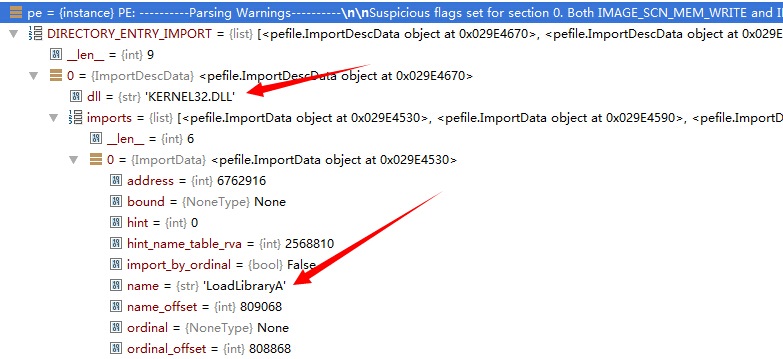 pe = {instance} PE: ----------Parsing Warnings----------\n\nSuspicious flags set for section 0. Both IMAGE_SCN_MEM_WRITE and I
DIRECTORY_ENTRY_IMPORT = {list} [<pefile.ImportDescData object at 0x029E4670>, <pefile.ImportDescData object at 0
__len__ = {int} 9
0 = {ImportDescData} <pefile.ImportDescData object at 0x029E4670>
dll = {str} 'KERNEL32.DLL'
imports = {list} [<pefile.ImportData object at 0x029E4530>, <pefile.ImportData object at 0x029E4590>, <pefile.ImportD
__len__ = {int} 6
0 = {ImportData} <pefile.ImportData object at 0x029E4530>
address = {int} 6762916
bound = {NoneType} None
hint = {int} 0
hint_name_table_rva = {int} 2568810
import_by_ordinal = {bool} False
name = {str} 'LoadLibraryA'
name_offset = {int} 809068
ordinal = {NoneType} None
ordinal_offset = {int} 808868